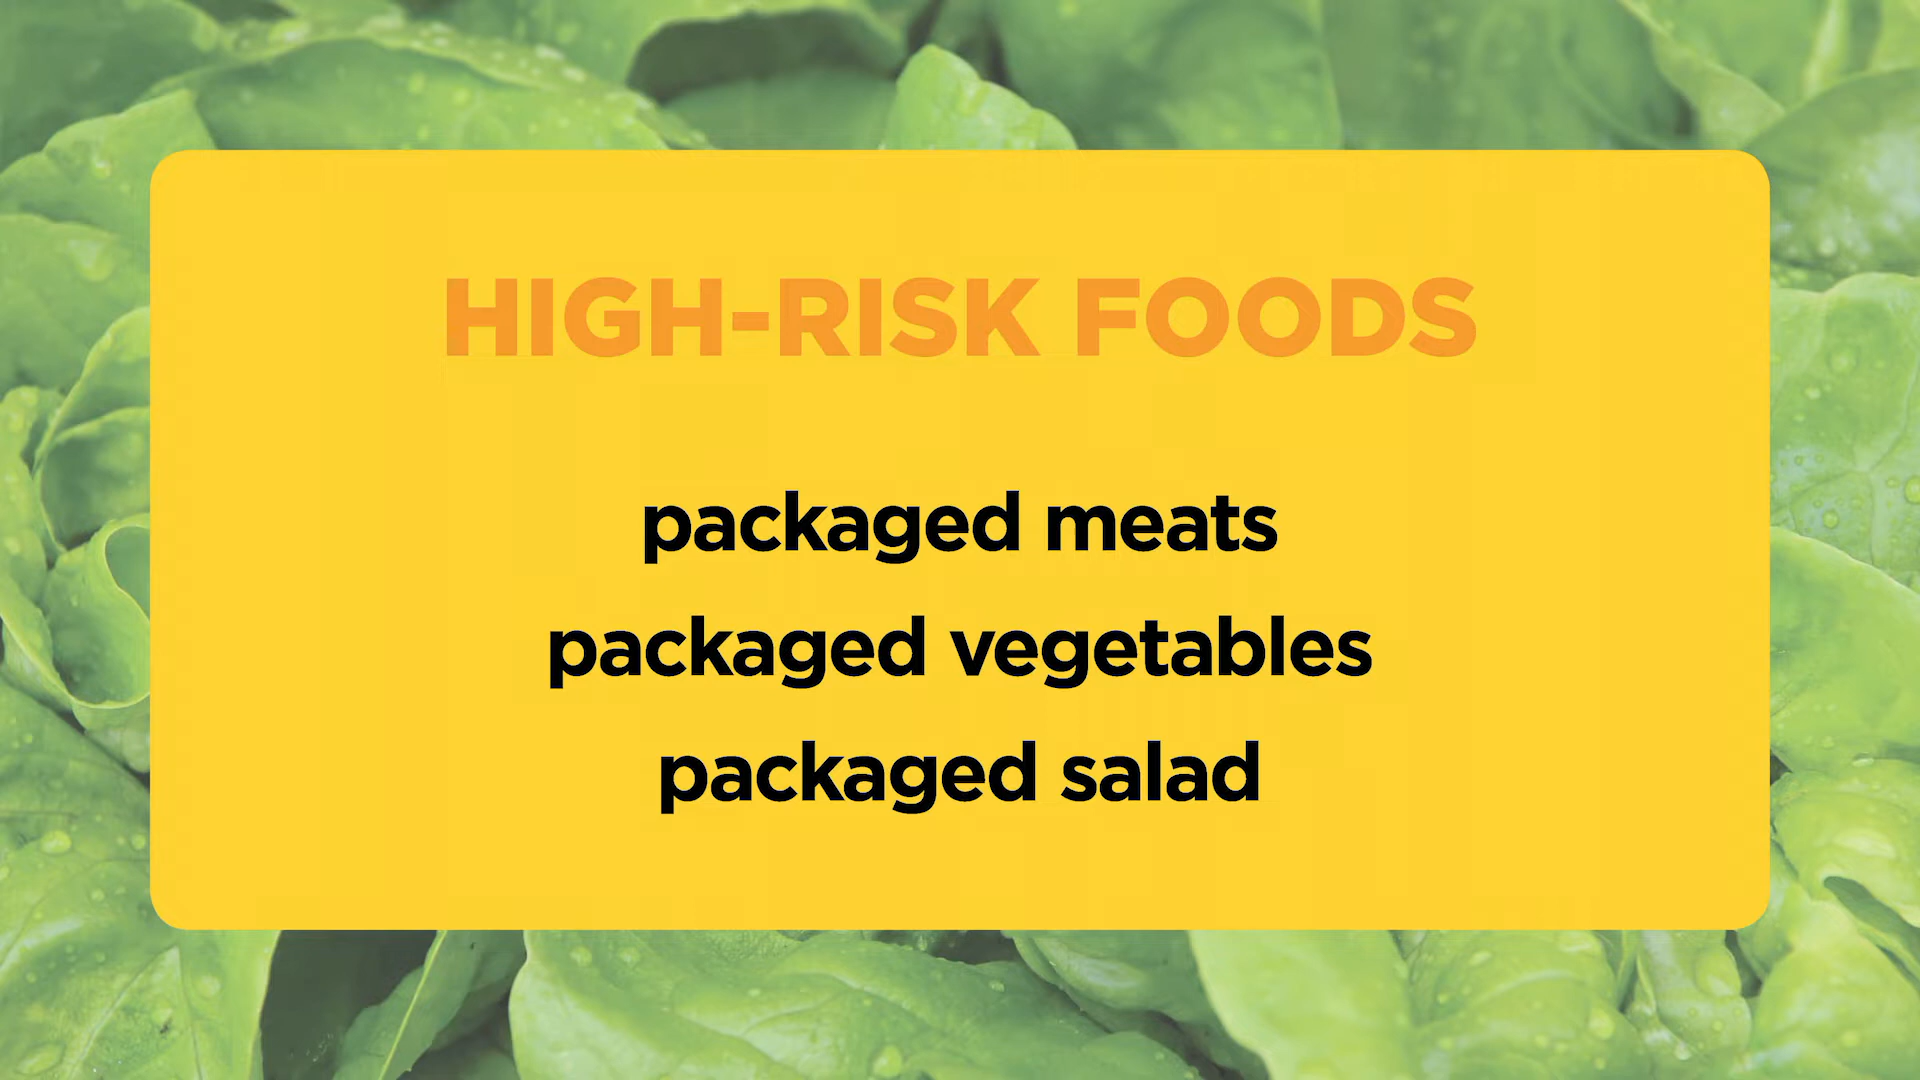 HIGH-RISK FOODS
packaged meats
packaged vegetables
packaged salad